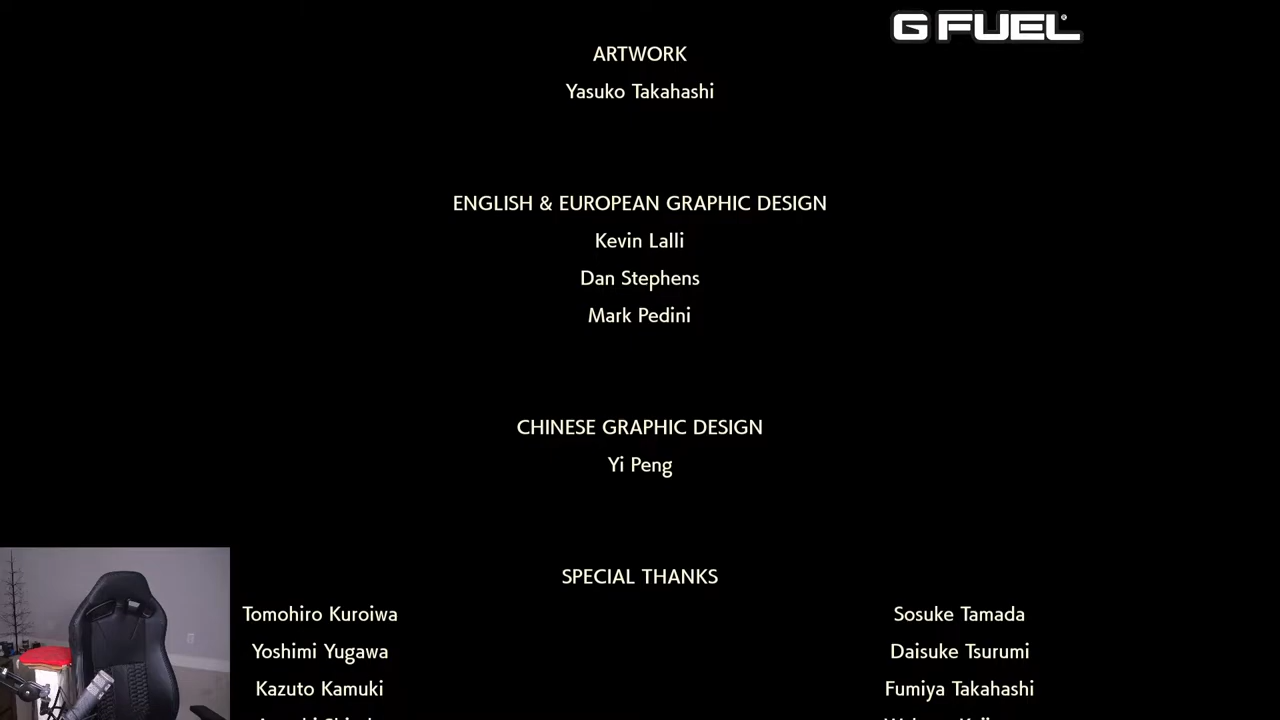 G FUEL
ARTWORK
Yasuko Takahashi
ENGLISH & EUROPEAN GRAPHIC DESIGN
Kevin Lalli
Dan Stephens
Mark Pedini
CHINESE GRAPHIC DESIGN
Yi Peng
SPECIAL THANKS
Tomohiro Kuroiwa Sosuke Tamada
Yoshimi Yugawa Daisuke Tsurumi
Kazuto Kamuki Fumiya Takahashi